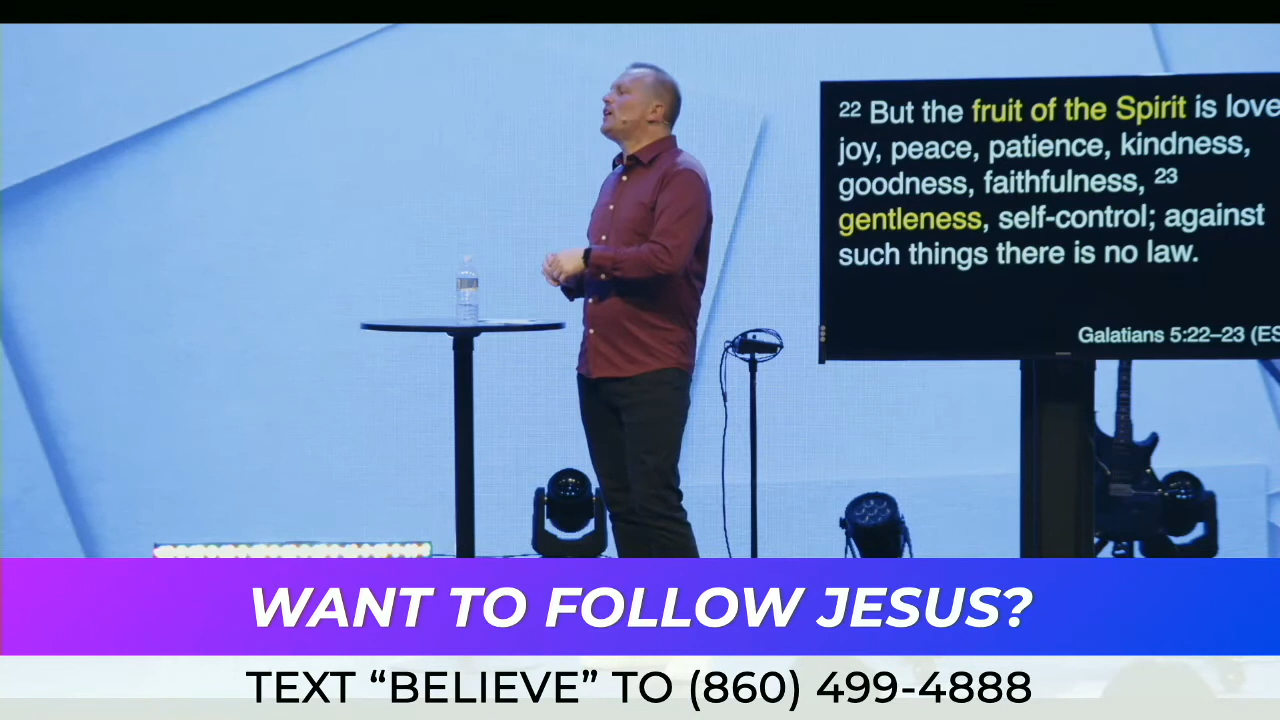 22 But the fruit of the Spirit is love
joy, peace, patience, kindness,
goodness, faithfulness, 23
gentleness, self-control; against
such things there is no law.
Galatians 5:22–23 (ES
WANT TO FOLLOW JESUS?
TEXT “BELIEVE” TO (860) 499-4888